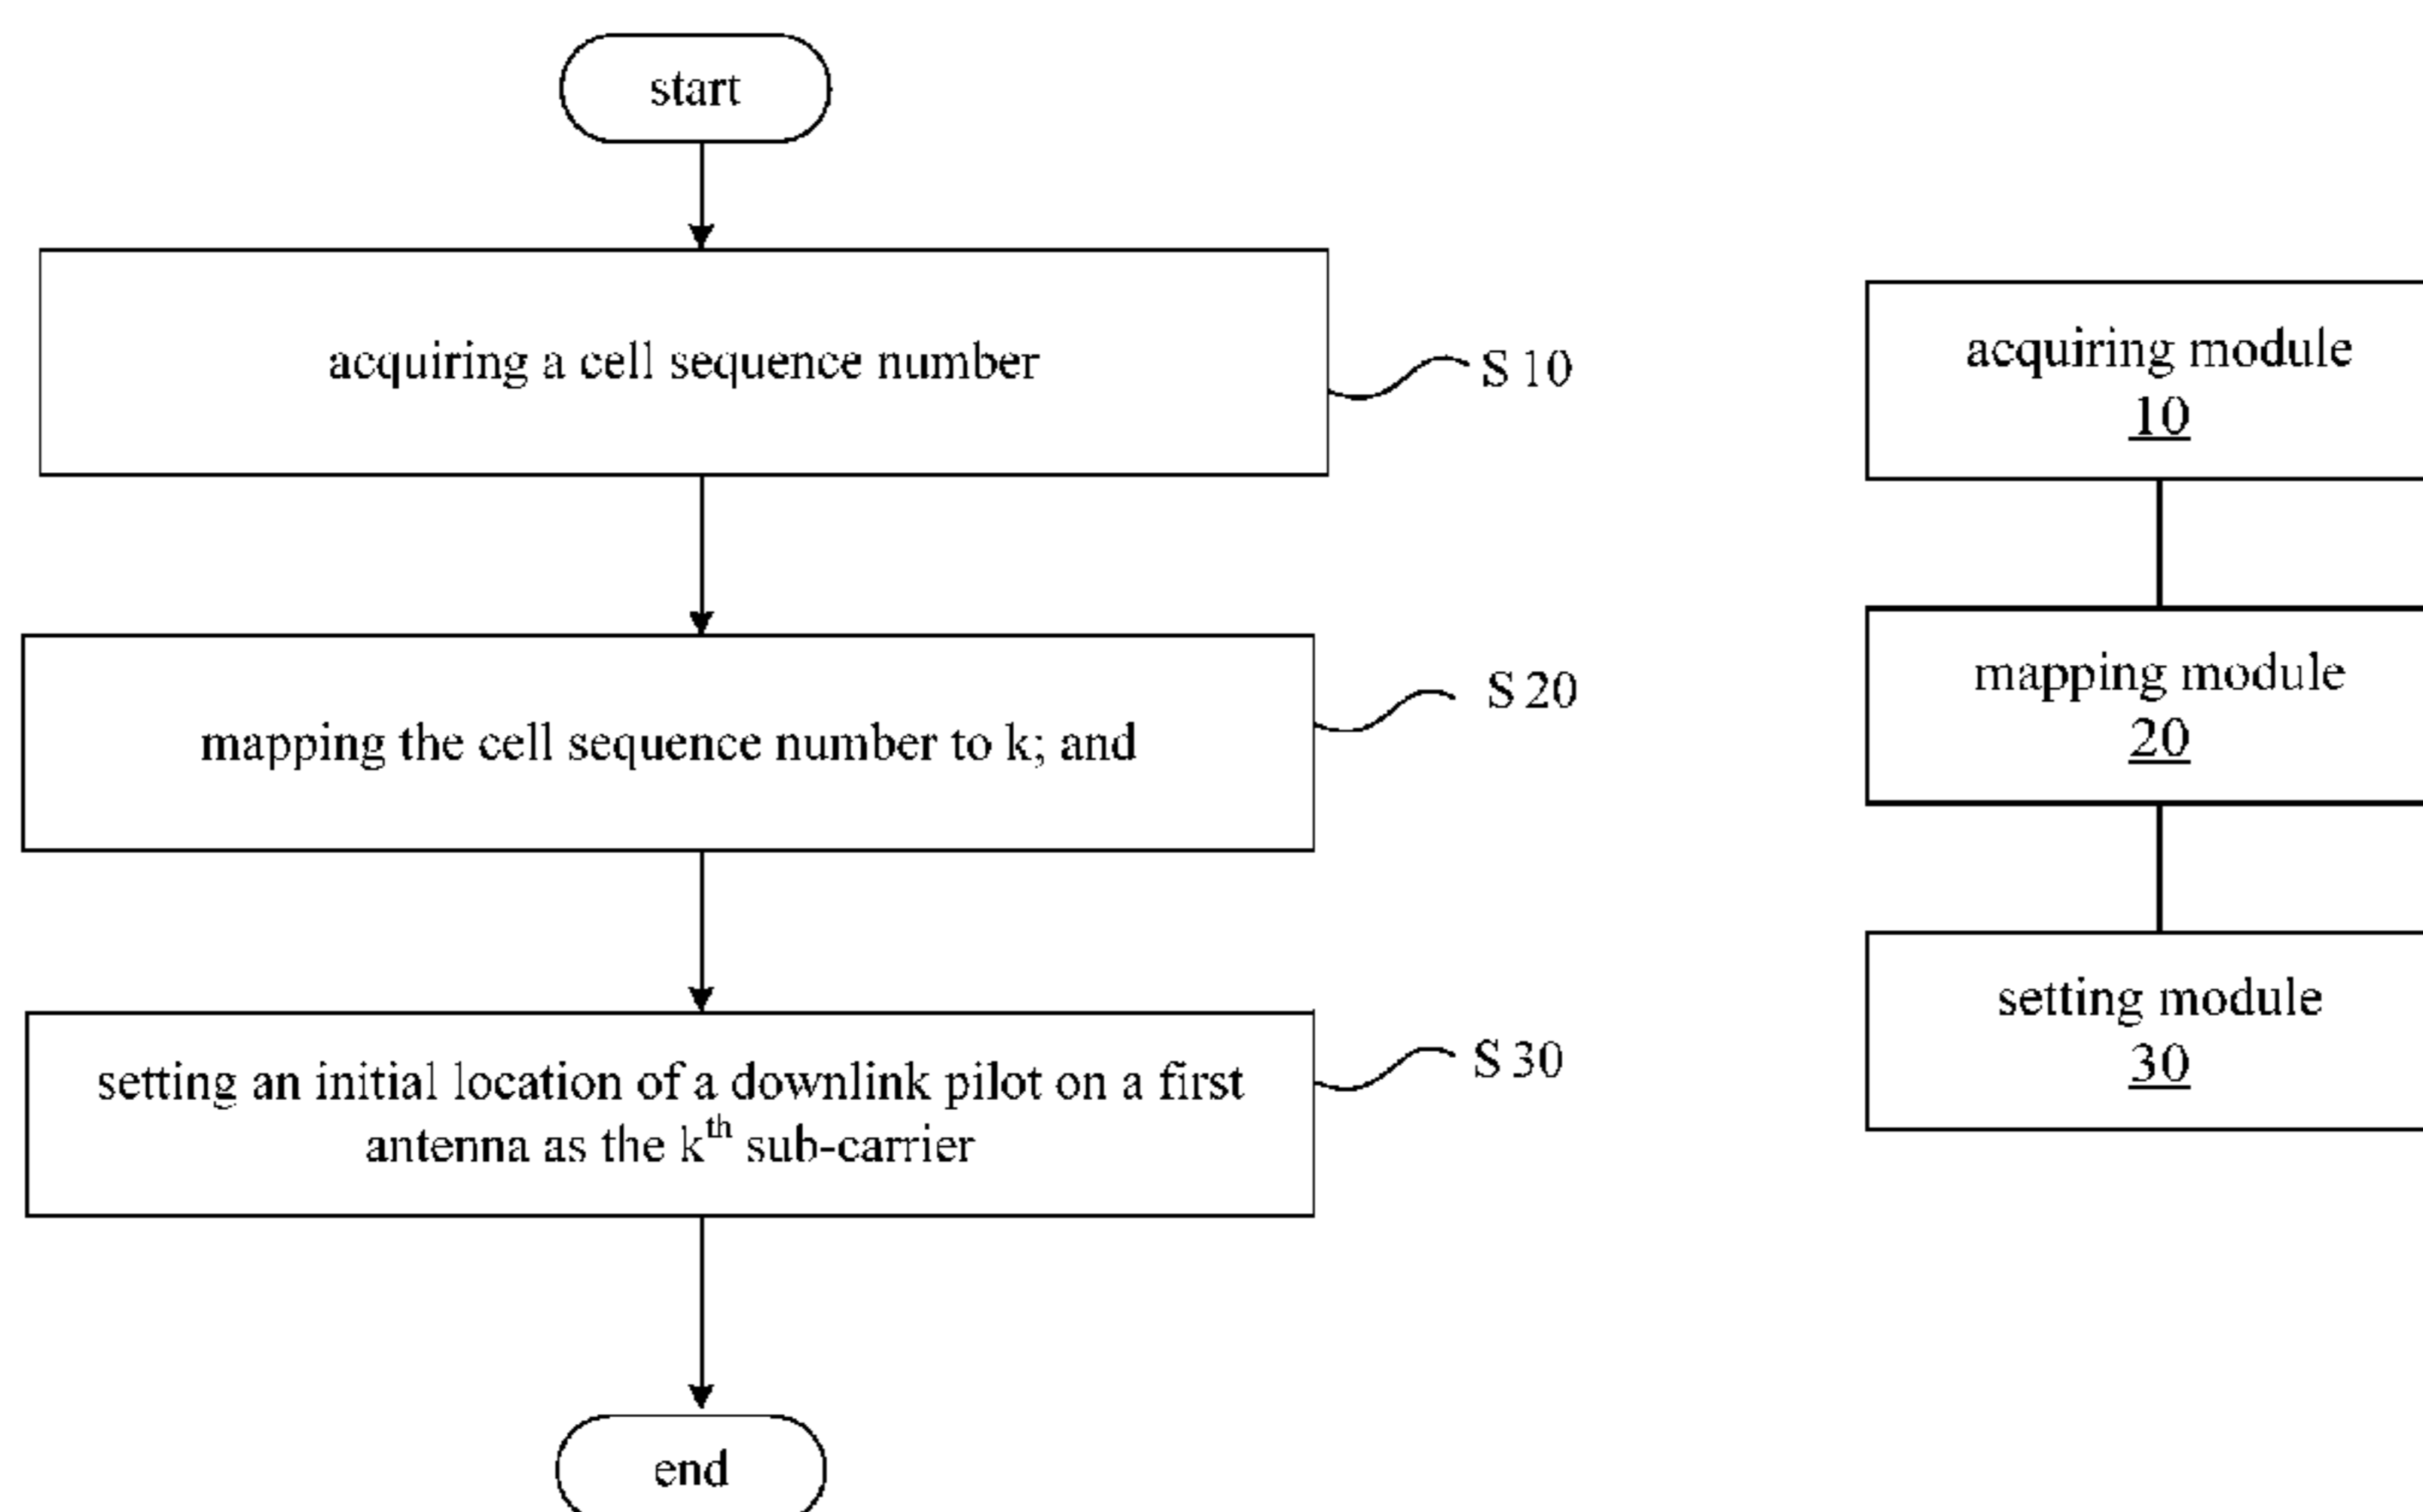 start
acquiring a cell sequence number
S 10
mapping the cell sequence number to k; and
S 20
setting an initial location of a downlink pilot on a first
antenna as the kth sub-carrier
S 30
end
acquiring module
10
mapping module
20
setting module
30